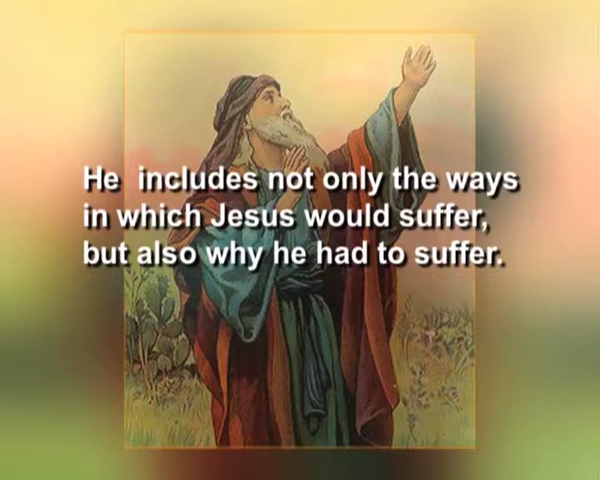 He  includes not only the ways
in which Jesus would suffer,
but also why he had to suffer.